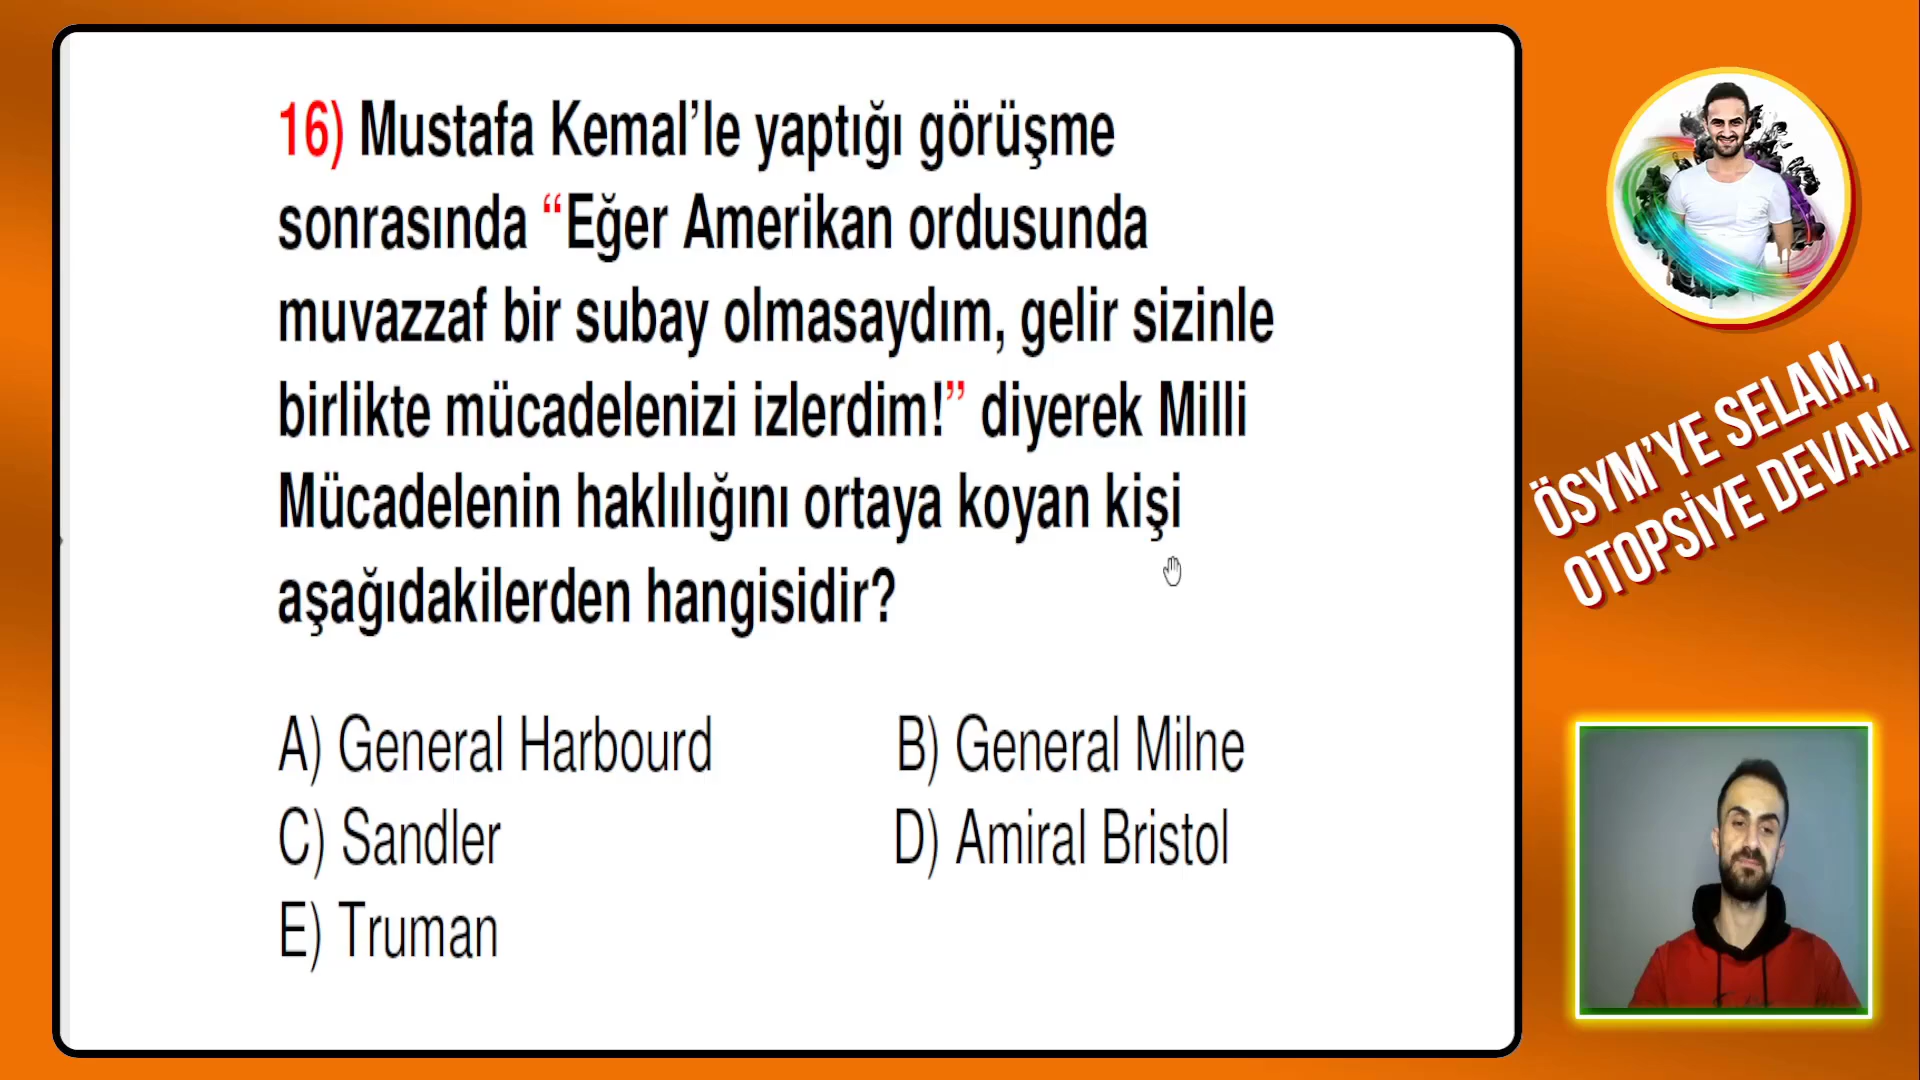 16) Mustafa Kemal’le yaptığı görüşme
sonrasında “Eğer Amerikan ordusunda
muvazzaf bir subay olmasaydım, gelir sizinle
birlikte mücadelenizi izlerdim!” diyerek Milli
Mücadelenin haklılığını ortaya koyan kişi
aşağıdakilerden hangisidir?
A) General Harbourd
B) General Milne
C) Sandler
D) Amiral Bristol
E) Truman
ÖSYM’YE SELAM,
OTOPSİYE DEVAM